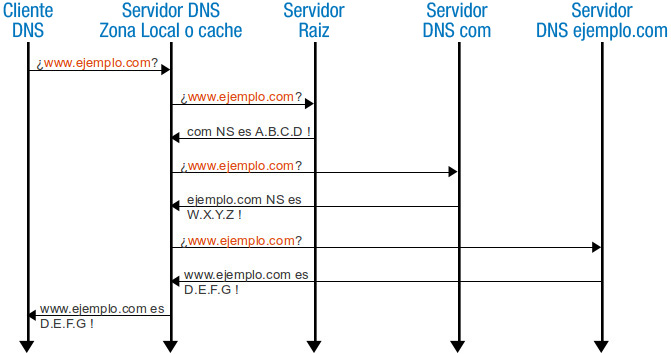 Cliente
DNS
Servidor DNS
Zona Local o cache
Servidor
Raiz
Servidor
DNS com
Servidor
DNS ejemplo.com
¿www.ejemplo.com?
¿www.ejemplo.com?
com NS es A.B.C.D !
¿www.ejemplo.com?
ejemplo.com NS es
W.X.Y.Z !
¿www.ejemplo.com?
www.ejemplo.com es
D.E.F.G !
www.ejemplo.com es
D.E.F.G !